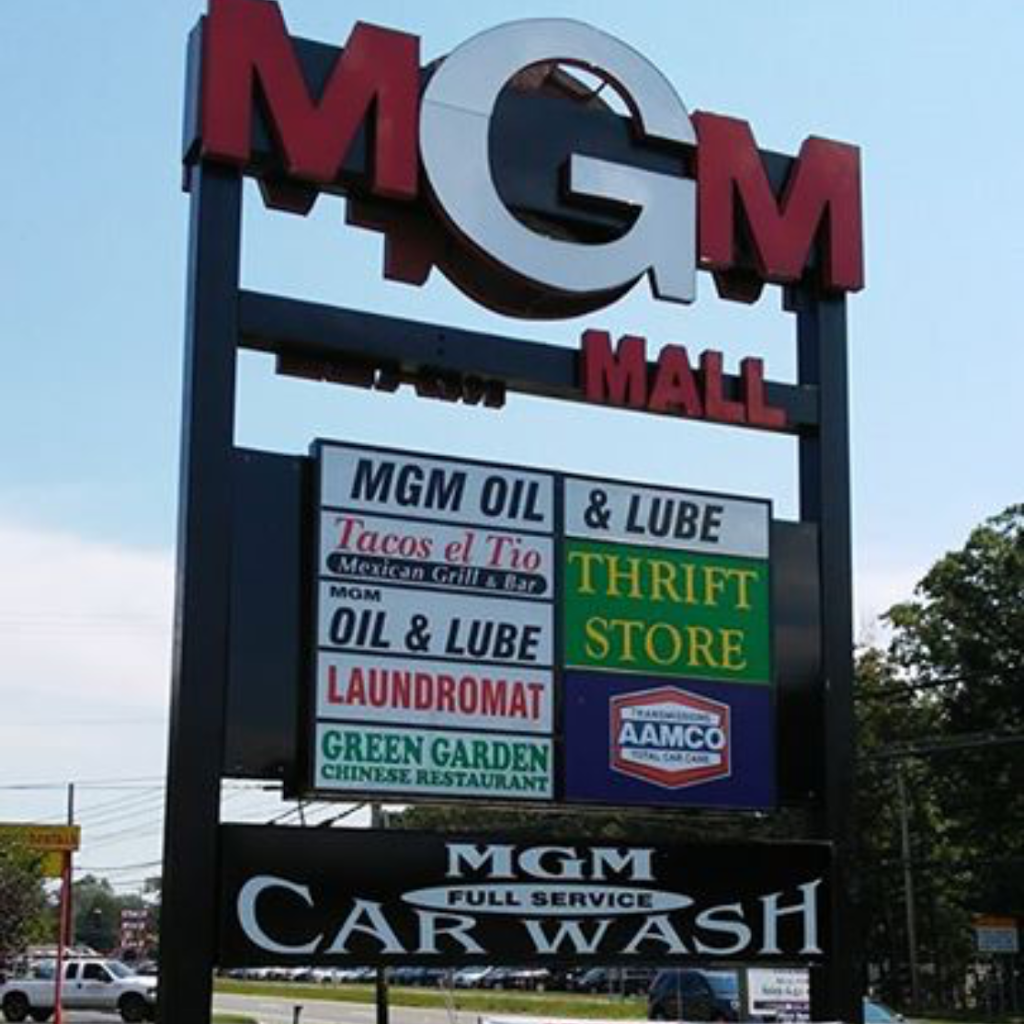 MGM
MALL
MGM OIL & LUBE
Tacos el Tio
Mexican Grill & Bar
MGM
OIL & LUBE
LAUNDROMAT
GREEN GARDEN
CHINESE RESTAURANT
THRIFT
STORE
TRANSMISSIONS
AAMCO
TOTAL CAR CARE
MGM
FULL SERVICE
CAR WASH